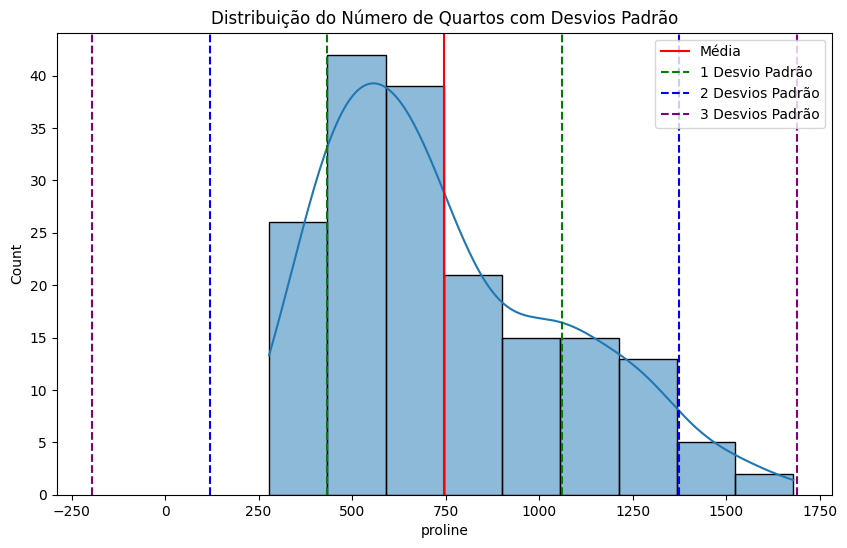 Distribuição do Número de Quartos com Desvios Padrão
Média
1 Desvio Padrão
2 Desvios Padrão
3 Desvios Padrão
Count
40
35
30
25
20
15
10
5
0
−250
0
250
500
750
1000
1250
1500
1750
proline